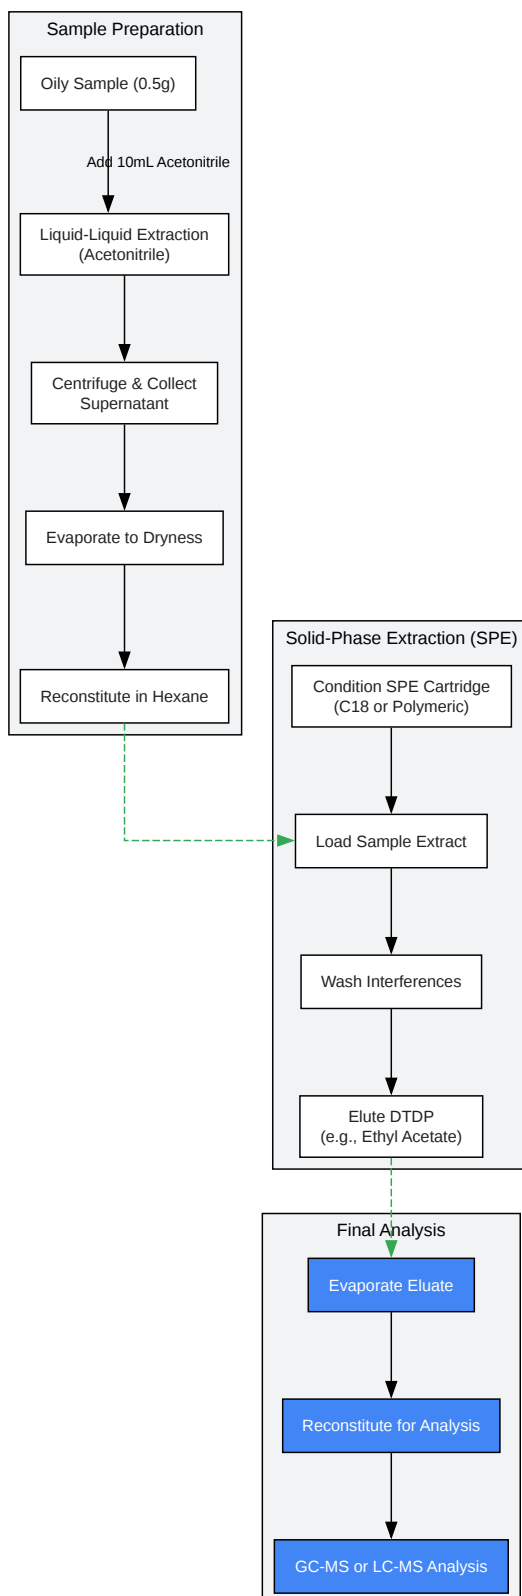 Sample Preparation
Oily Sample (0.5g)
Add 10mL Acetonitrile
Liquid-Liquid Extraction
(Acetonitrile)
Centrifuge & Collect
Supernatant
Evaporate to Dryness
Reconstitute in Hexane
Solid-Phase Extraction (SPE)
Condition SPE Cartridge
(C18 or Polymeric)
Load Sample Extract
Wash Interferences
Elute DTDP
(e.g., Ethyl Acetate)
Final Analysis
Evaporate Eluate
Reconstitute for Analysis
GC-MS or LC-MS Analysis